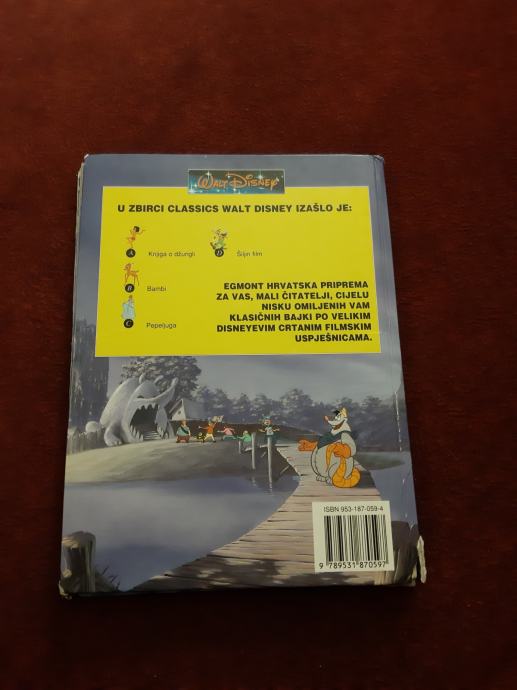 WALT DISNEY
U ZBIRCI CLASSICS WALT DISNEY IZAŠLO JE:
A Knjiga o džungli
D Šiljin film
B Bambi
C Pepeljuga
EGMONT HRVATSKA PRIPREMA
ZA VAS, MALI ČITATELJI, CIJELU
NISKU OMILJENIH VAM
KLASIČNIH BAJKI PO VELIKIM
DISNEYEVIM CRTANIM FILMSKIM
USPJEŠNICAMA.
ISBN 953-187-059-4
9 789531 870597